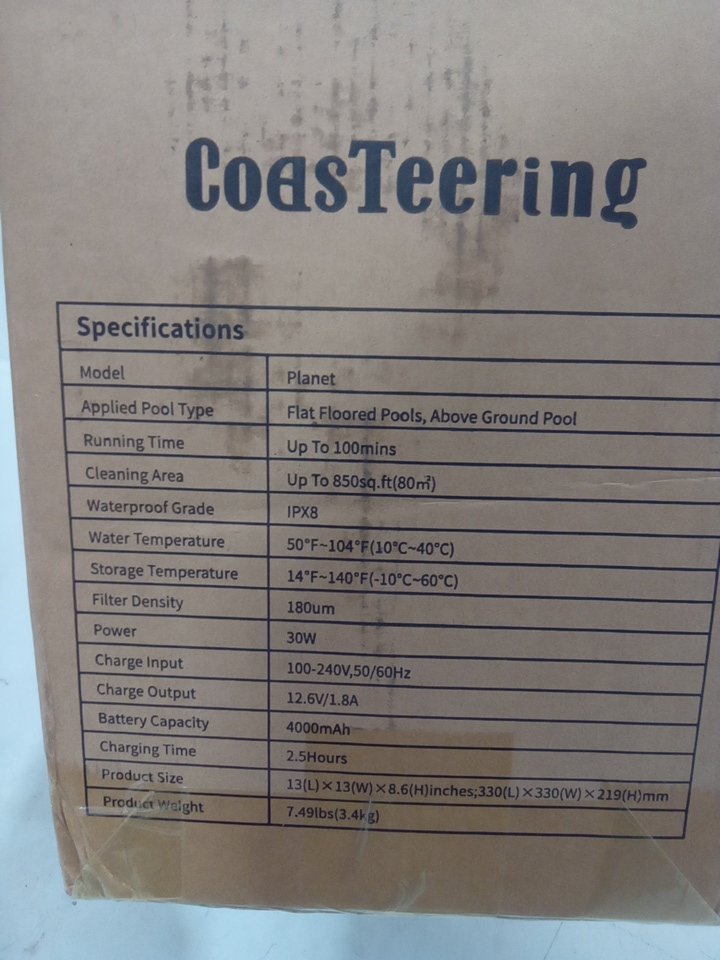 CoasTeering
Specifications
Model Planet
Applied Pool Type Flat Floored Pools, Above Ground Pool
Running Time Up To 100mins
Cleaning Area Up To 850sq.ft(80㎡)
Waterproof Grade IPX8
Water Temperature 50°F~104°F(10°C~40°C)
Storage Temperature 14°F~140°F(-10°C~60°C)
Filter Density 180um
Power 30W
Charge Input 100-240V,50/60Hz
Charge Output 12.6V/1.8A
Battery Capacity 4000mAh
Charging Time 2.5Hours
Product Size 13(L)×13(W)×8.6(H)inches;330(L)×330(W)×219(H)mm
Product Weight 7.49lbs(3.4kg)